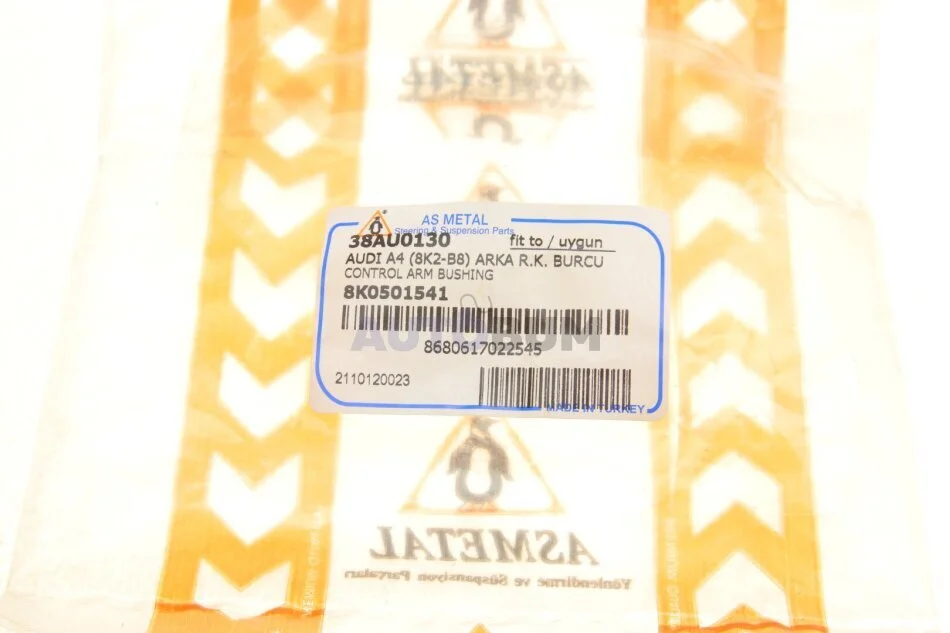 ASMETAL
AS METAL
Steering & Suspension Parts
38AU0130 fit to / uygun
AUDI A4 (8K2-B8) ARKA R.K. BURCU
CONTROL ARM BUSHING
8K0501541
AUTOBUM
8680617022545
2110120023
MADE IN TURKEY
ASMETAL
Yönlendirme ve Süspansiyon Parçaları